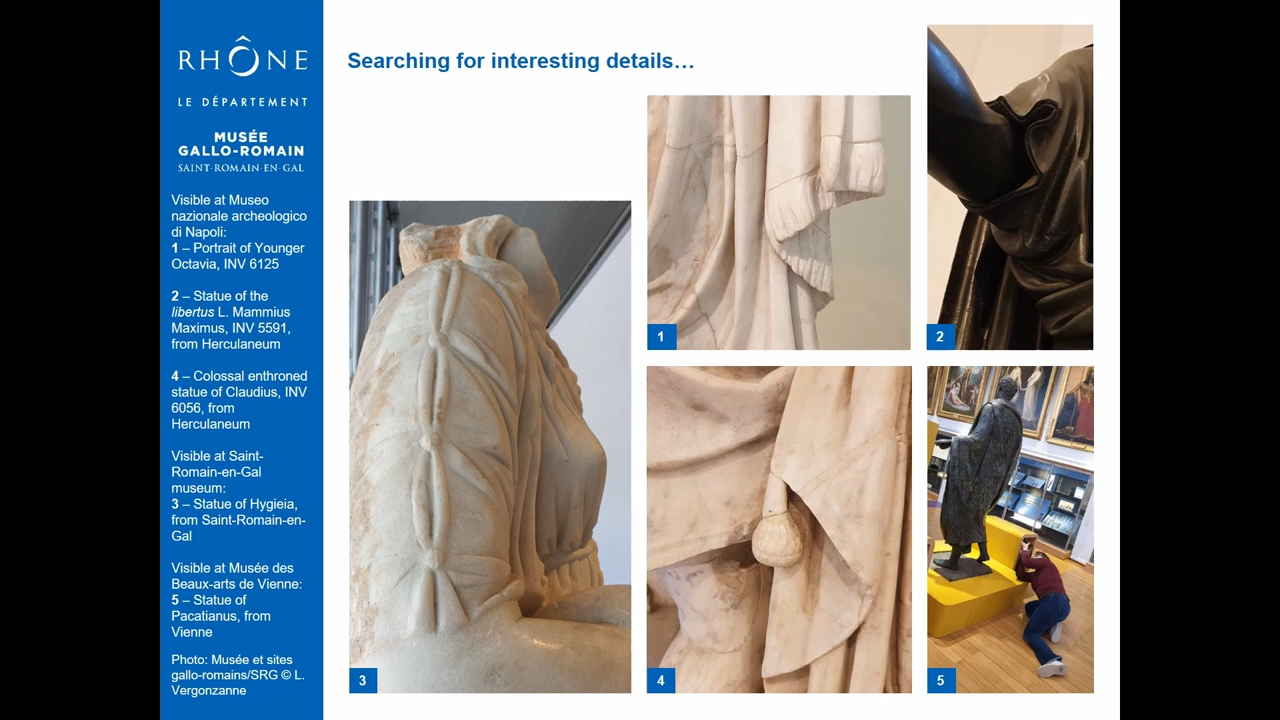 RHÔNE
LE DÉPARTEMENT
MUSÉE
GALLO-ROMAIN
SAINT-ROMAIN-EN-GAL
Visible at Museo
nazionale archeologico
di Napoli:
1 – Portrait of Younger
Octavia, INV 6125
2 – Statue of the
libertus L. Mammius
Maximus, INV 5591,
from Herculaneum
4 – Colossal enthroned
statue of Claudius, INV
6056, from
Herculaneum
Visible at Saint-
Romain-en-Gal
museum:
3 – Statue of Hygieia,
from Saint-Romain-en-
Gal
Visible at Musée des
Beaux-arts de Vienne:
5 – Statue of
Pacatianus, from
Vienne
Photo: Musée et sites
gallo-romains/SRG © L.
Vergonzanne
Searching for interesting details…
1
2
3
4
5